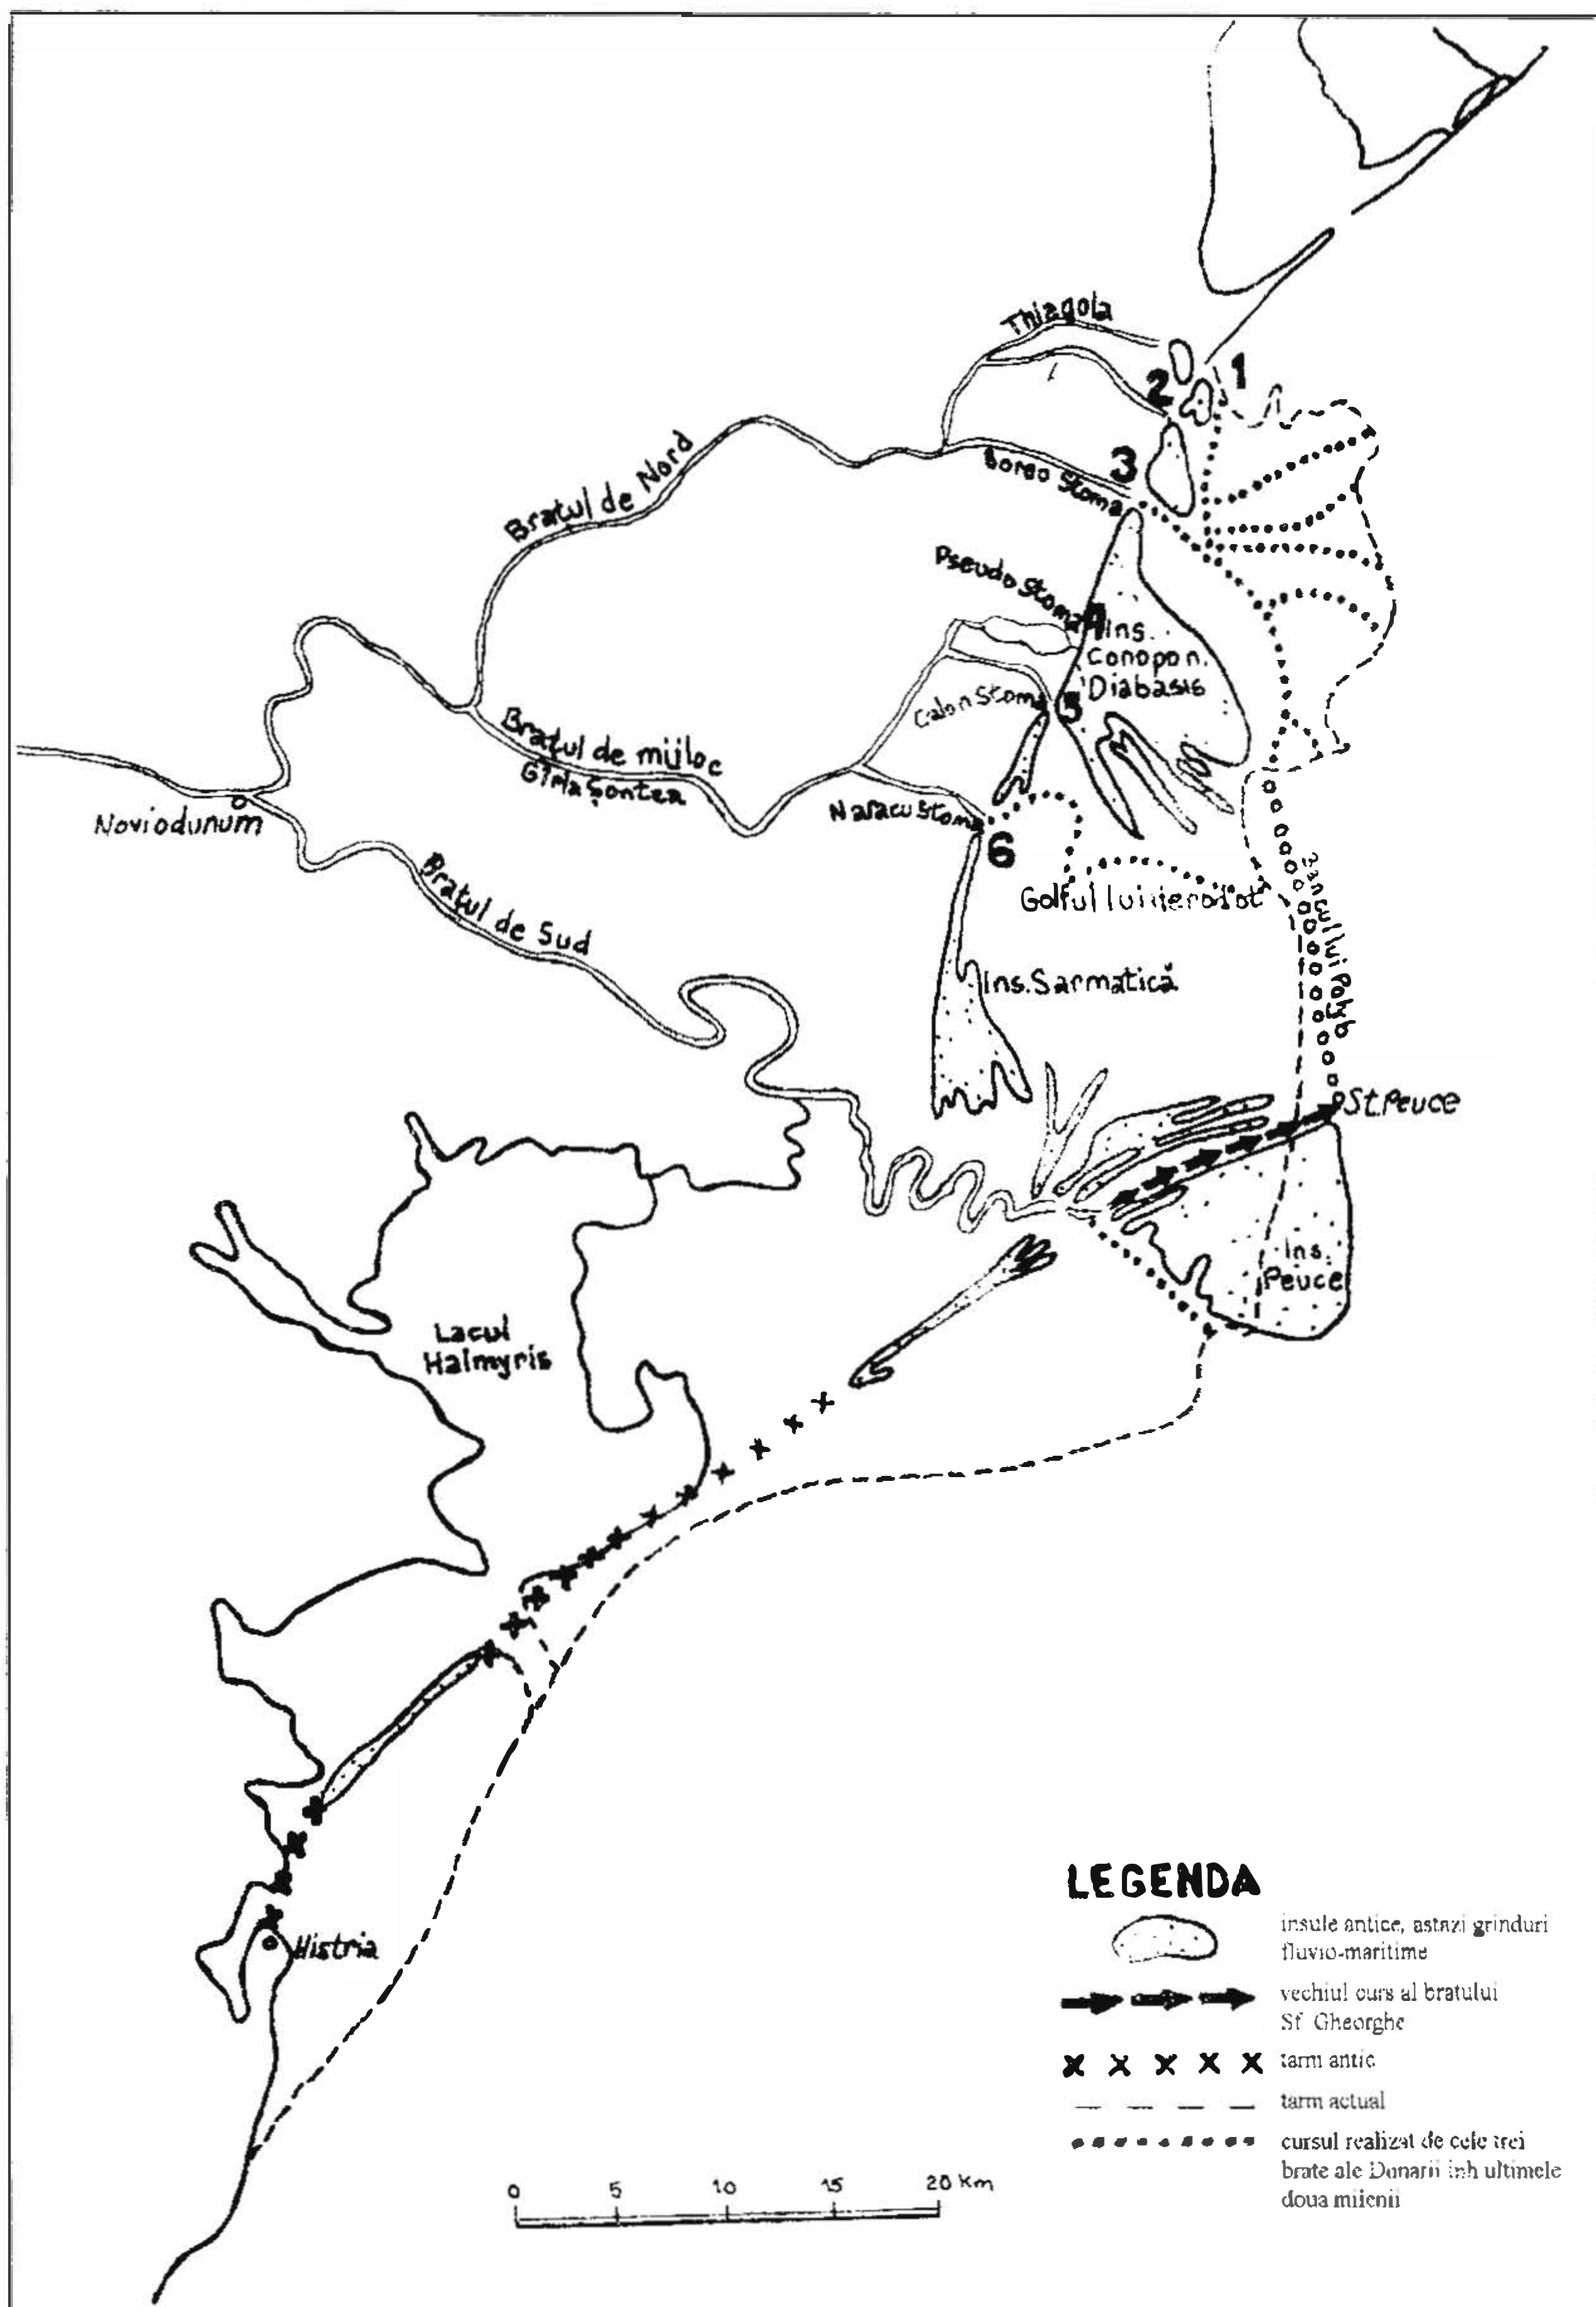 Thiagola
1
2
Bratul de Nord
3
Boreo Stoma
Pseudo Stoma
4
Ins.
Conopon.
Diabasis
Calon Stoma
5
Bratul de mijloc
Gîrla Șontea
Naracu Stoma
6
Noviodunum
Bratul de Sud
Golful lui Herodot
Bancul lui Polyb
Ins. Sarmatică
St. Peuce
Ins.
Peuce
Lacul
Halmyris
Histria
LEGENDA
insule antice, astazi grinduri
fluvio-maritime
vechiul curs al bratului
Sf Gheorghe
tarm antic
tarm actual
cursul realizat de cele trei
brate ale Dunarii inh ultimele
doua milenii
0 5 10 15 20 Km